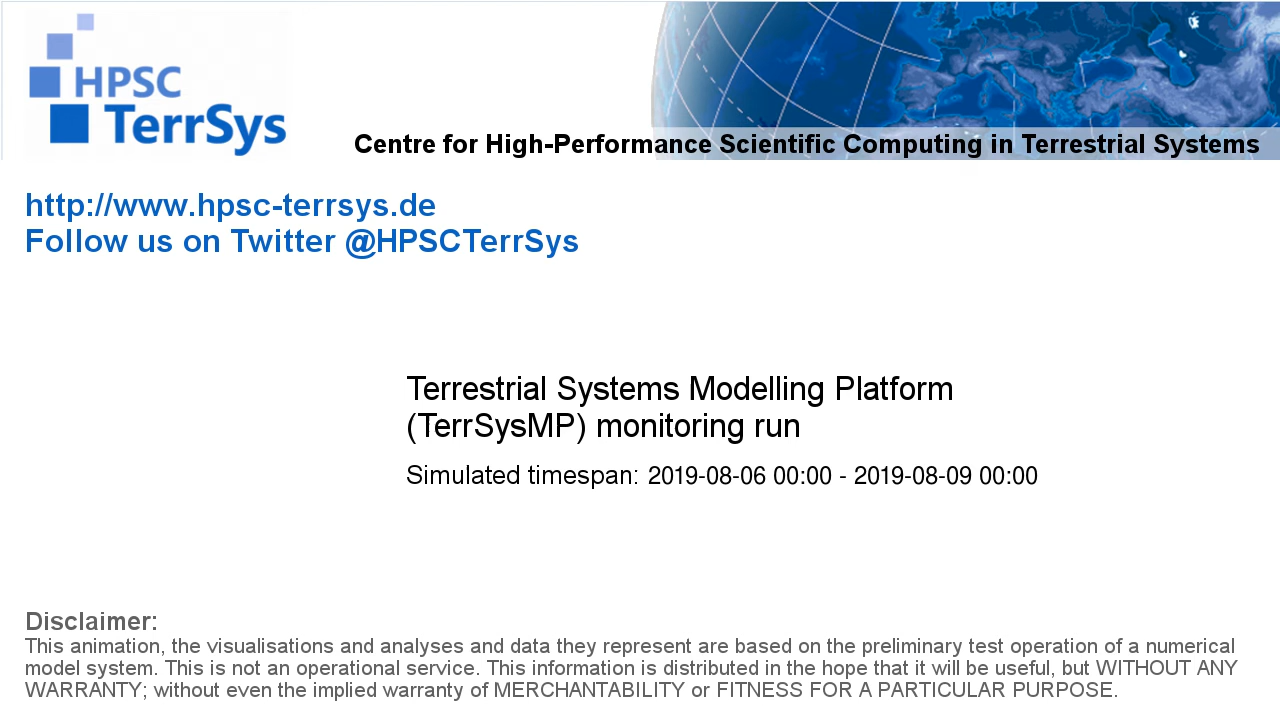 HPSC
TerrSys
Centre for High-Performance Scientific Computing in Terrestrial Systems
http://www.hpsc-terrsys.de
Follow us on Twitter @HPSCTerrSys
Terrestrial Systems Modelling Platform
(TerrSysMP) monitoring run
Simulated timespan: 2019-08-06 00:00 - 2019-08-09 00:00
Disclaimer:
This animation, the visualisations and analyses and data they represent are based on the preliminary test operation of a numerical
model system. This is not an operational service. This information is distributed in the hope that it will be useful, but WITHOUT ANY
WARRANTY; without even the implied warranty of MERCHANTABILITY or FITNESS FOR A PARTICULAR PURPOSE.